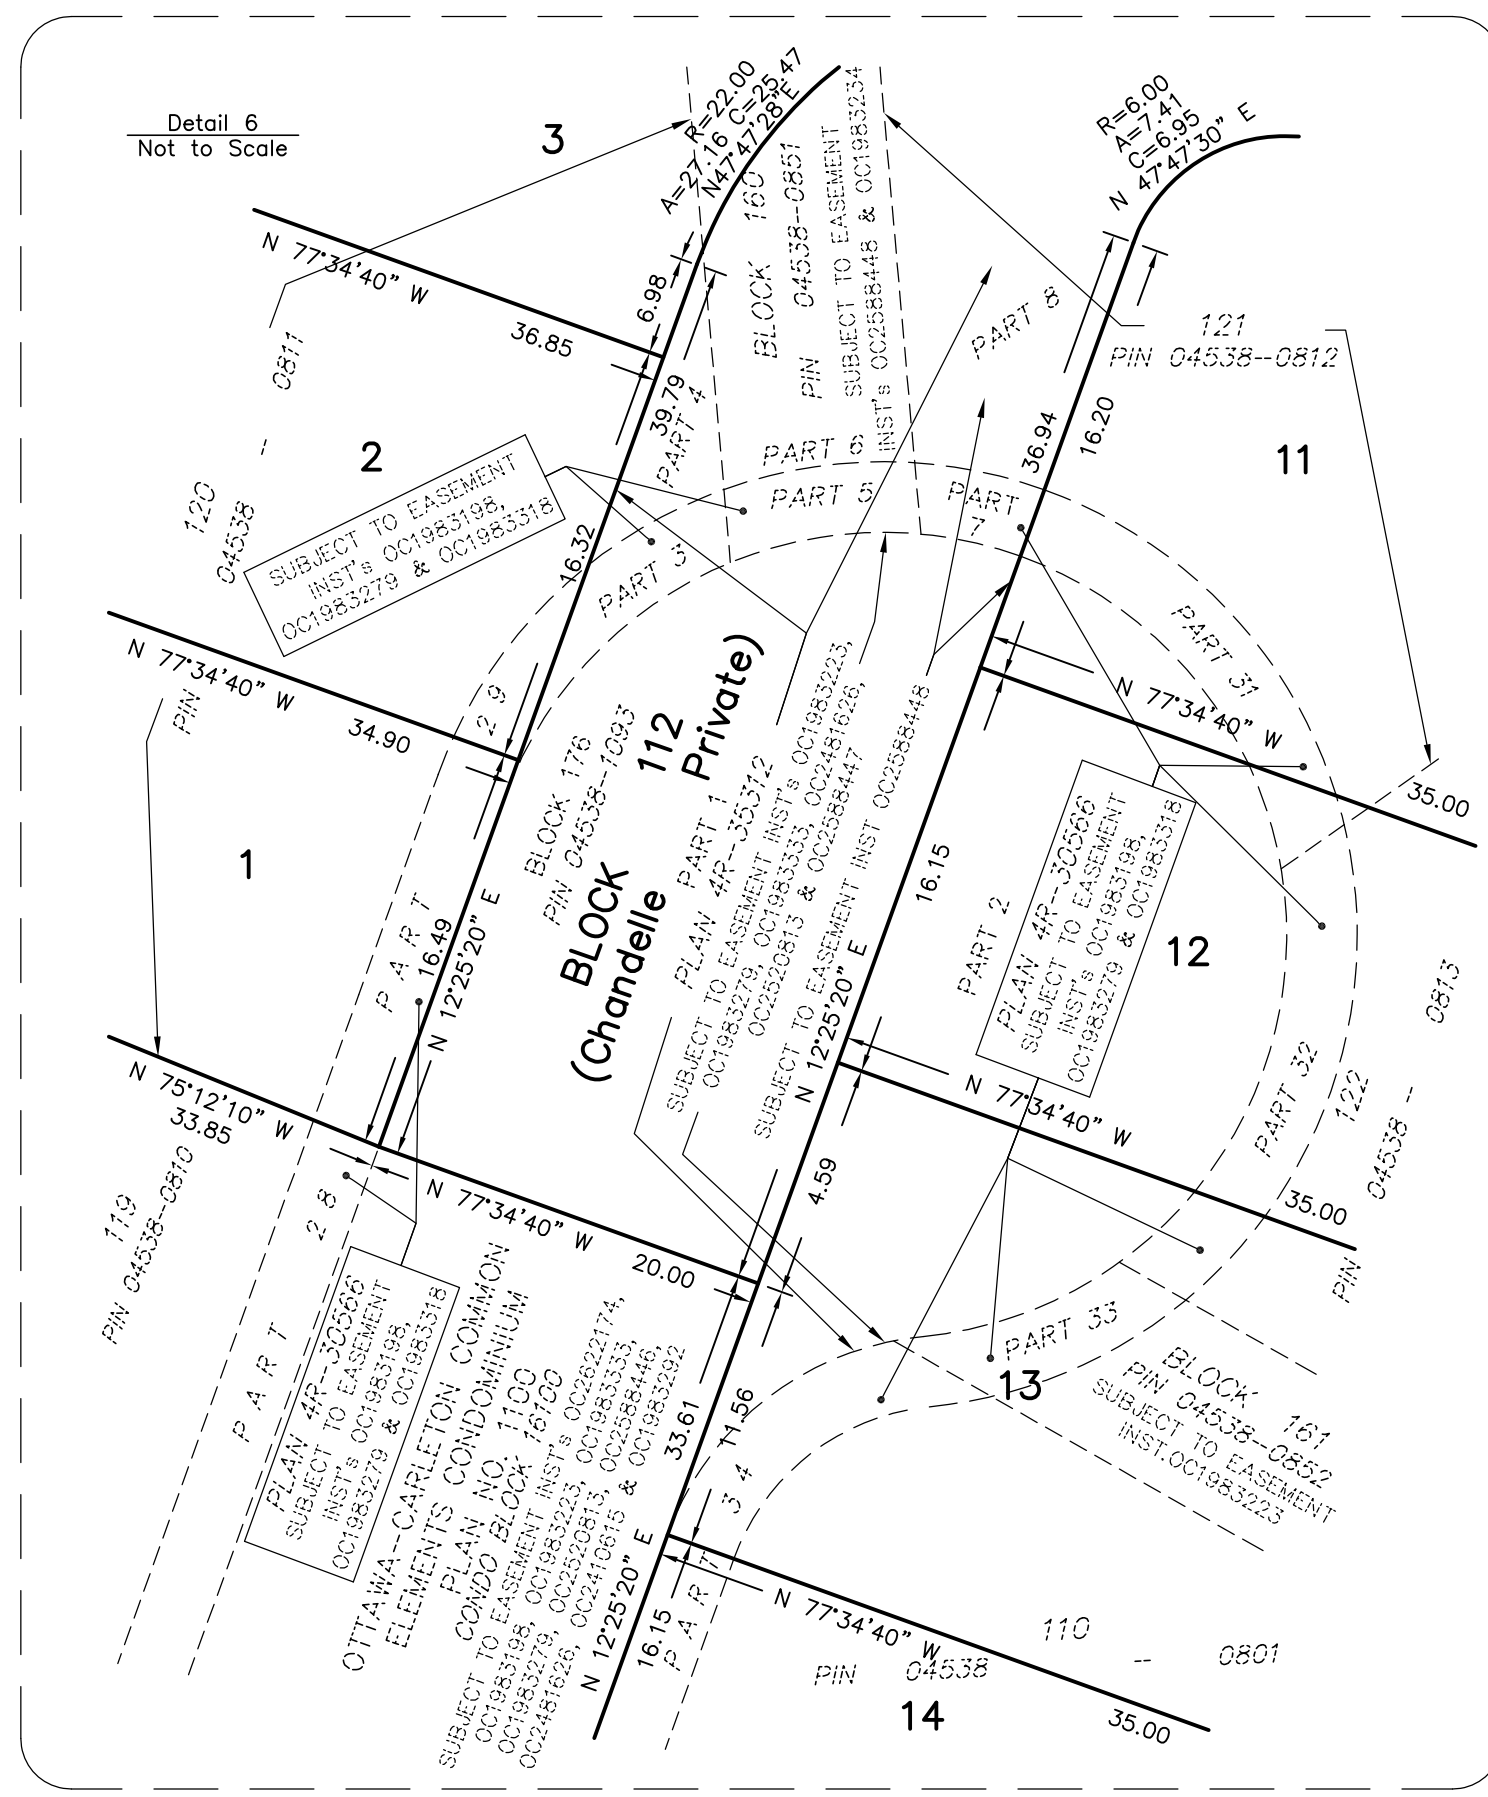 Detail 6
Not to Scale
3
R=22.00
A=27.16 C=25.47
N47°47'28"E
R=6.00
A=7.41
C=6.95
N 47°47'30" E
BLOCK 160
PIN 04538--0851
SUBJECT TO EASEMENT
INST's OC2588448 & OC1983234
N 77°34'40" W
36.85
6.98
39.79
PART 4
PART 8
121
PIN 04538--0812
36.94
16.20
11
2
120
04538 -- 0811
PIN
SUBJECT TO EASEMENT
INST's OC1983198,
OC1983279 & OC1983318
PART 6
PART 5
PART
7
16.32
PART 3
PART 31
N 77°34'40" W
34.90
N 77°34'40" W
35.00
PART 29
1
16.49
N 12°25'20" E
BLOCK 176
PIN 04538-1093
BLOCK 112
(Chandelle Private)
PART 1
PLAN 4R--35312
SUBJECT TO EASEMENT INST's OC1983223,
OC1983279, OC1983333, OC2481626,
OC2520813 & OC2588447
SUBJECT TO EASEMENT INST OC2588448
N 12°25'20" E
16.15
PART 2
PLAN 4R--30566
SUBJECT TO EASEMENT
INST's OC1983198,
OC1983279 & OC1983318
12
122
PIN 04538 -- 0813
PART 32
N 75°12'10" W
33.85
119
PIN 04538--0810
N 77°34'40" W
20.00
4.59
N 77°34'40" W
35.00
PART 28
PLAN 4R--30566
SUBJECT TO EASEMENT
INST's OC1983198,
OC1983279 & OC1983318
OTTAWA--CARLETON COMMON
ELEMENTS CONDOMINIUM
PLAN NO. 1100
CONDO BLOCK 16100
SUBJECT TO EASEMENT INST's OC2622174,
OC1983198, OC1983223, OC1983333,
OC1983279, OC2520813, OC2588446,
OC2481626, OC2410615 & OC1983292
33.61
11.56
PART 33
13
BLOCK 161
PIN 04538--0852
SUBJECT TO EASEMENT
INST.OC1983223
PART 34
N 12°25'20" E
16.15
N 77°34'40" W
35.00
110
PIN 04538 -- 0801
14